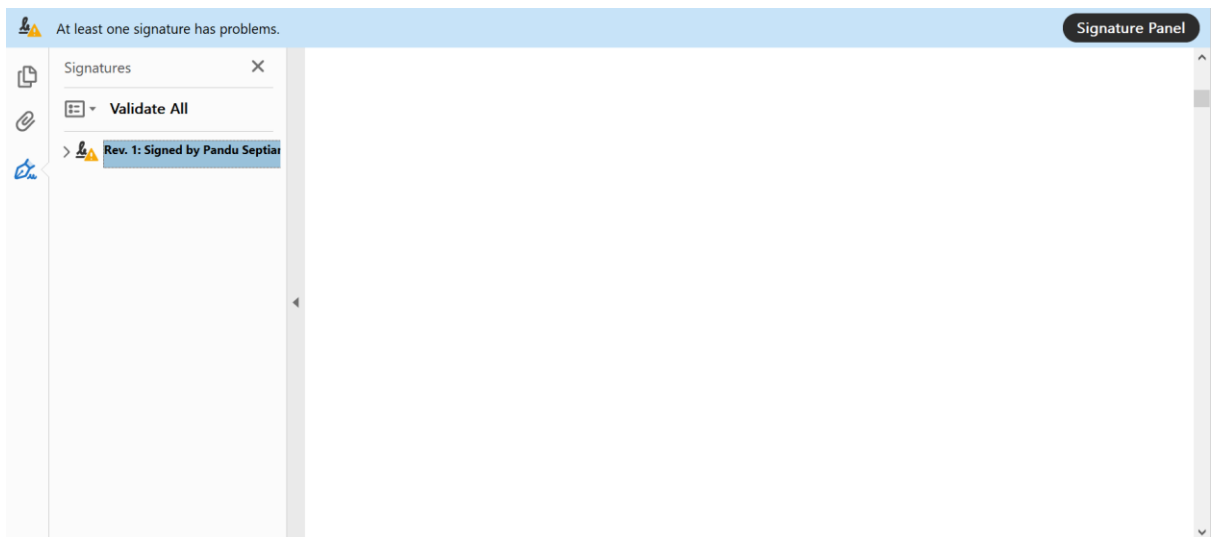 At least one signature has problems.
Signature Panel
Signatures
Validate All
Rev. 1: Signed by Pandu